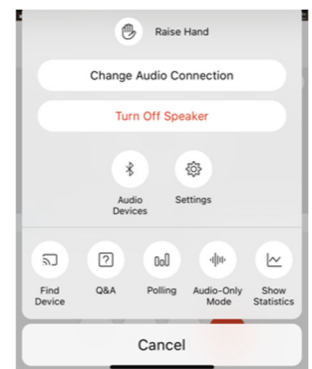 Raise Hand
Change Audio Connection
Turn Off Speaker
Audio
Devices
Settings
Find
Device
Q&A
Polling
Audio-Only
Mode
Show
Statistics
Cancel